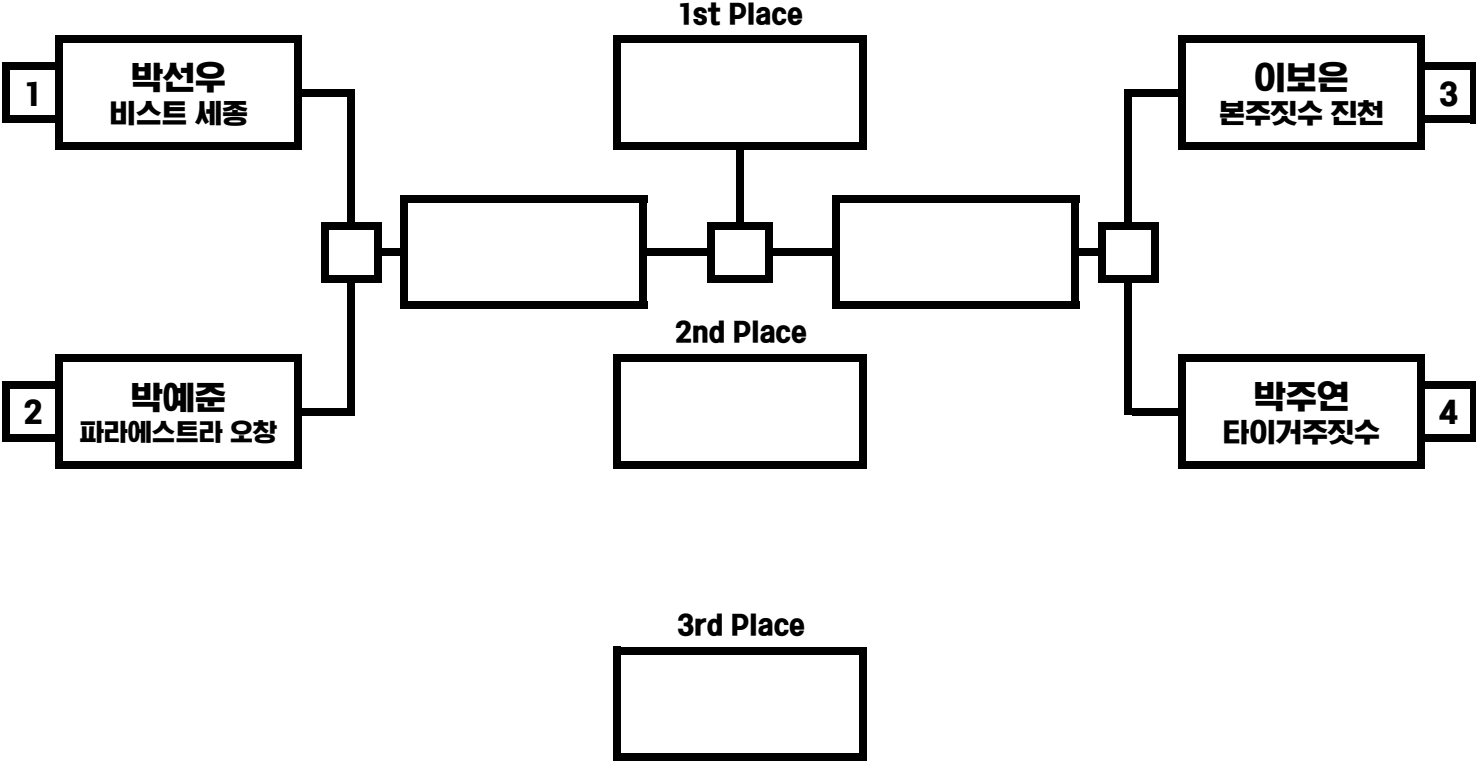 1st Place
1
박선우
비스트 세종
이보은
본주짓수 진천
3
2nd Place
2
박예준
파라에스트라 오창
박주연
타이거주짓수
4
3rd Place